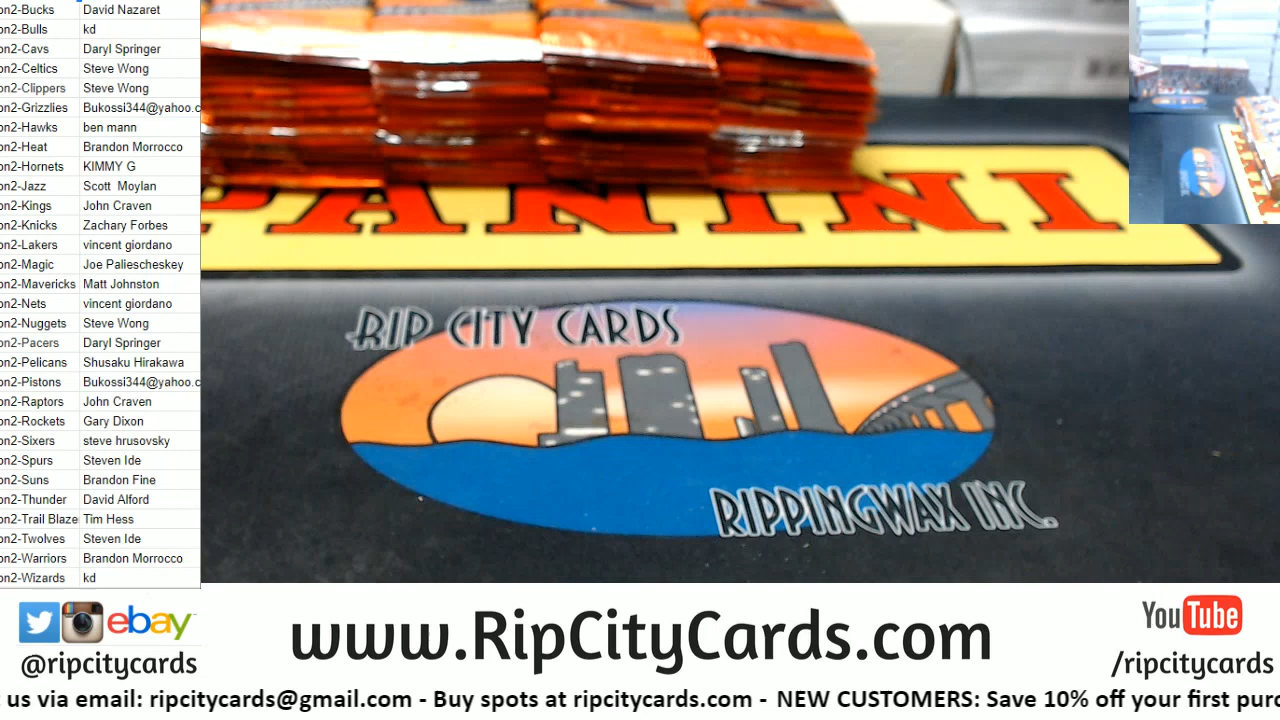 on2-Bucks David Nazaret
on2-Bulls kd
on2-Cavs Daryl Springer
on2-Celtics Steve Wong
on2-Clippers Steve Wong
on2-Grizzlies Bukossi344@yahoo.c
on2-Hawks ben mann
on2-Heat Brandon Morrocco
on2-Hornets KIMMY G
on2-Jazz Scott Moylan
on2-Kings John Craven
on2-Knicks Zachary Forbes
on2-Lakers vincent giordano
on2-Magic Joe Paliescheskey
on2-Mavericks Matt Johnston
on2-Nets vincent giordano
on2-Nuggets Steve Wong
on2-Pacers Daryl Springer
on2-Pelicans Shusaku Hirakawa
on2-Pistons Bukossi344@yahoo.c
on2-Raptors John Craven
on2-Rockets Gary Dixon
on2-Sixers steve hrusovsky
on2-Spurs Steven Ide
on2-Suns Brandon Fine
on2-Thunder David Alford
on2-Trail Blaze Tim Hess
on2-Twolves Steven Ide
on2-Warriors Brandon Morrocco
on2-Wizards kd
PANINI
RIP CITY CARDS
RIPPINGWAX INC.
ebay
@ripcitycards
www.RipCityCards.com
YouTube
/ripcitycards
t us via email: ripcitycards@gmail.com - Buy spots at ripcitycards.com - NEW CUSTOMERS: Save 10% off your first purc